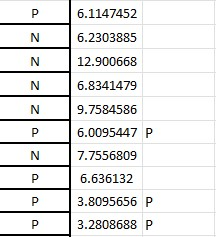 P 6.1147452
N 6.2303885
N 12.900668
N 6.8341479
N 9.7584586
P 6.0095447 P
N 7.7556809
P 6.636132
P 3.8095656 P
P 3.2808688 P